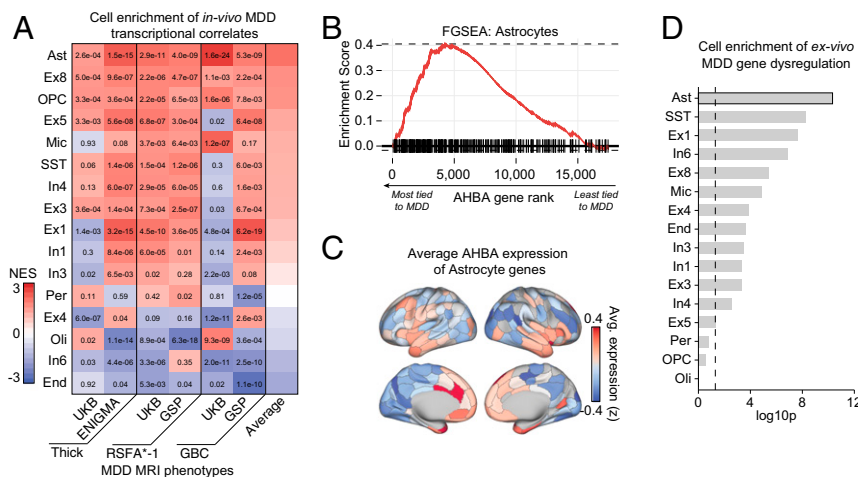 A
Cell enrichment of in-vivo MDD
transcriptional correlates
Ast 2.6e-04 1.5e-15 2.9e-11 4.0e-09 1.6e-24 5.3e-09
Ex8 5.0e-04 9.6e-07 2.2e-06 4.7e-07 1.1e-03 2.2e-04
OPC 3.3e-04 3.6e-04 2.2e-05 6.5e-03 1.6e-06 7.8e-03
Ex5 3.3e-03 5.6e-08 6.8e-07 3.0e-04 0.02 6.4e-08
Mic 0.93 0.08 3.7e-03 6.4e-03 1.2e-07 0.17
SST 0.06 1.4e-06 1.5e-04 1.2e-06 0.3 6.0e-03
In4 0.13 6.0e-07 2.9e-05 6.0e-05 0.6 1.6e-03
Ex3 3.6e-04 1.4e-04 7.3e-04 2.5e-07 0.03 6.7e-04
Ex1 1.4e-03 3.2e-15 4.5e-04 3.6e-05 4.8e-04 6.2e-19
In1 0.3 8.4e-06 6.0e-05 0.01 0.14 2.4e-03
In3 0.02 6.5e-03 0.02 0.28 2.2e-03 0.08
Per 0.11 0.59 0.42 0.02 0.81 1.2e-05
Ex4 6.0e-07 0.04 0.09 0.16 1.2e-11 2.6e-03
Oli 0.02 1.1e-14 8.9e-04 6.3e-18 9.3e-09 3.6e-04
In6 0.03 4.4e-06 3.3e-06 0.35 2.0e-11 2.5e-10
End 0.92 0.04 5.3e-03 0.04 0.02 1.1e-10
NES
3
0
-3
UKB ENIGMA UKB GSP UKB GSP Average
Thick RSFA*-1 GBC
MDD MRI phenotypes
B
FGSEA: Astrocytes
Enrichment Score
0.4
0.3
0.2
0.1
0.0
0 5,000 10,000 15,000
Most tied
to MDD
AHBA gene rank
Least tied
to MDD
C
Average AHBA expression
of Astrocyte genes
0.4
-0.4
Avg. expression (z)
D
Cell enrichment of ex-vivo
MDD gene dysregulation
Ast
SST
Ex1
In6
Ex8
Mic
Ex4
End
In3
In1
Ex3
In4
Ex5
Per
OPC
Oli
0 4 8 12
log10p